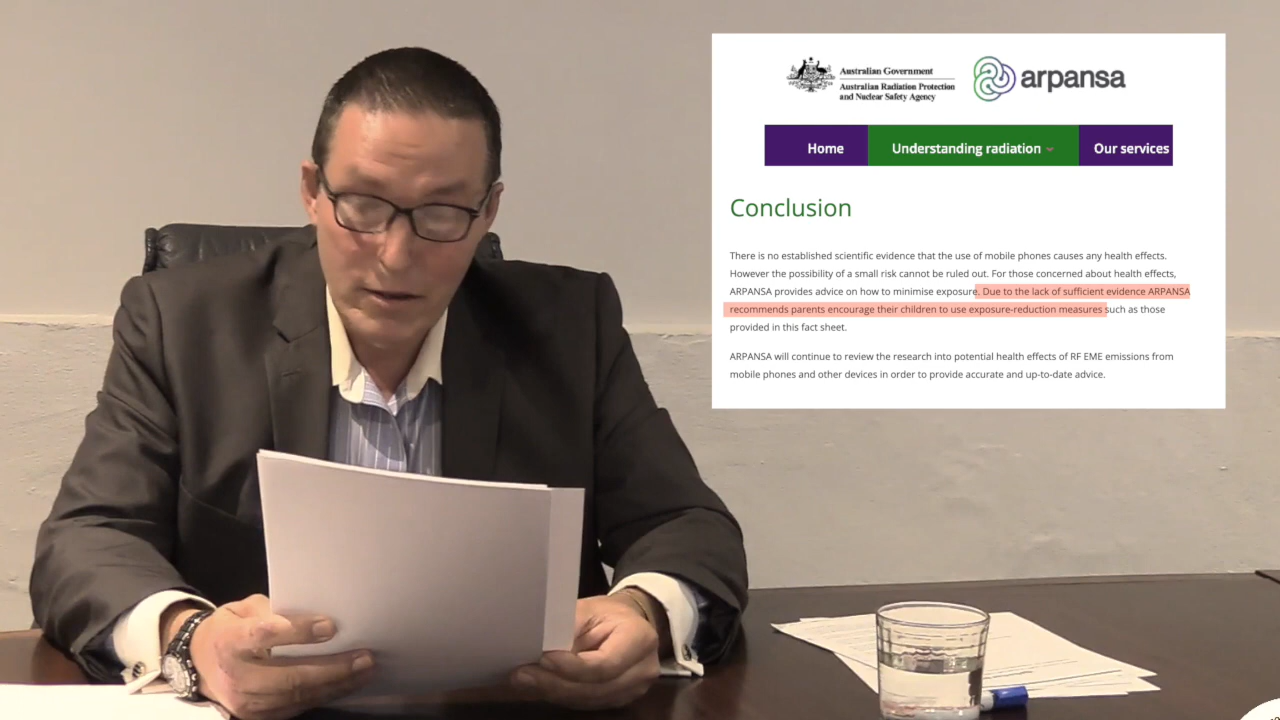 Australian Government
Australian Radiation Protection
and Nuclear Safety Agency
arpansa
Home
Understanding radiation
Our services
Conclusion
There is no established scientific evidence that the use of mobile phones causes any health effects.
However the possibility of a small risk cannot be ruled out. For those concerned about health effects,
ARPANSA provides advice on how to minimise exposure. Due to the lack of sufficient evidence ARPANSA
recommends parents encourage their children to use exposure-reduction measures such as those
provided in this fact sheet.
ARPANSA will continue to review the research into potential health effects of RF EME emissions from
mobile phones and other devices in order to provide accurate and up-to-date advice.